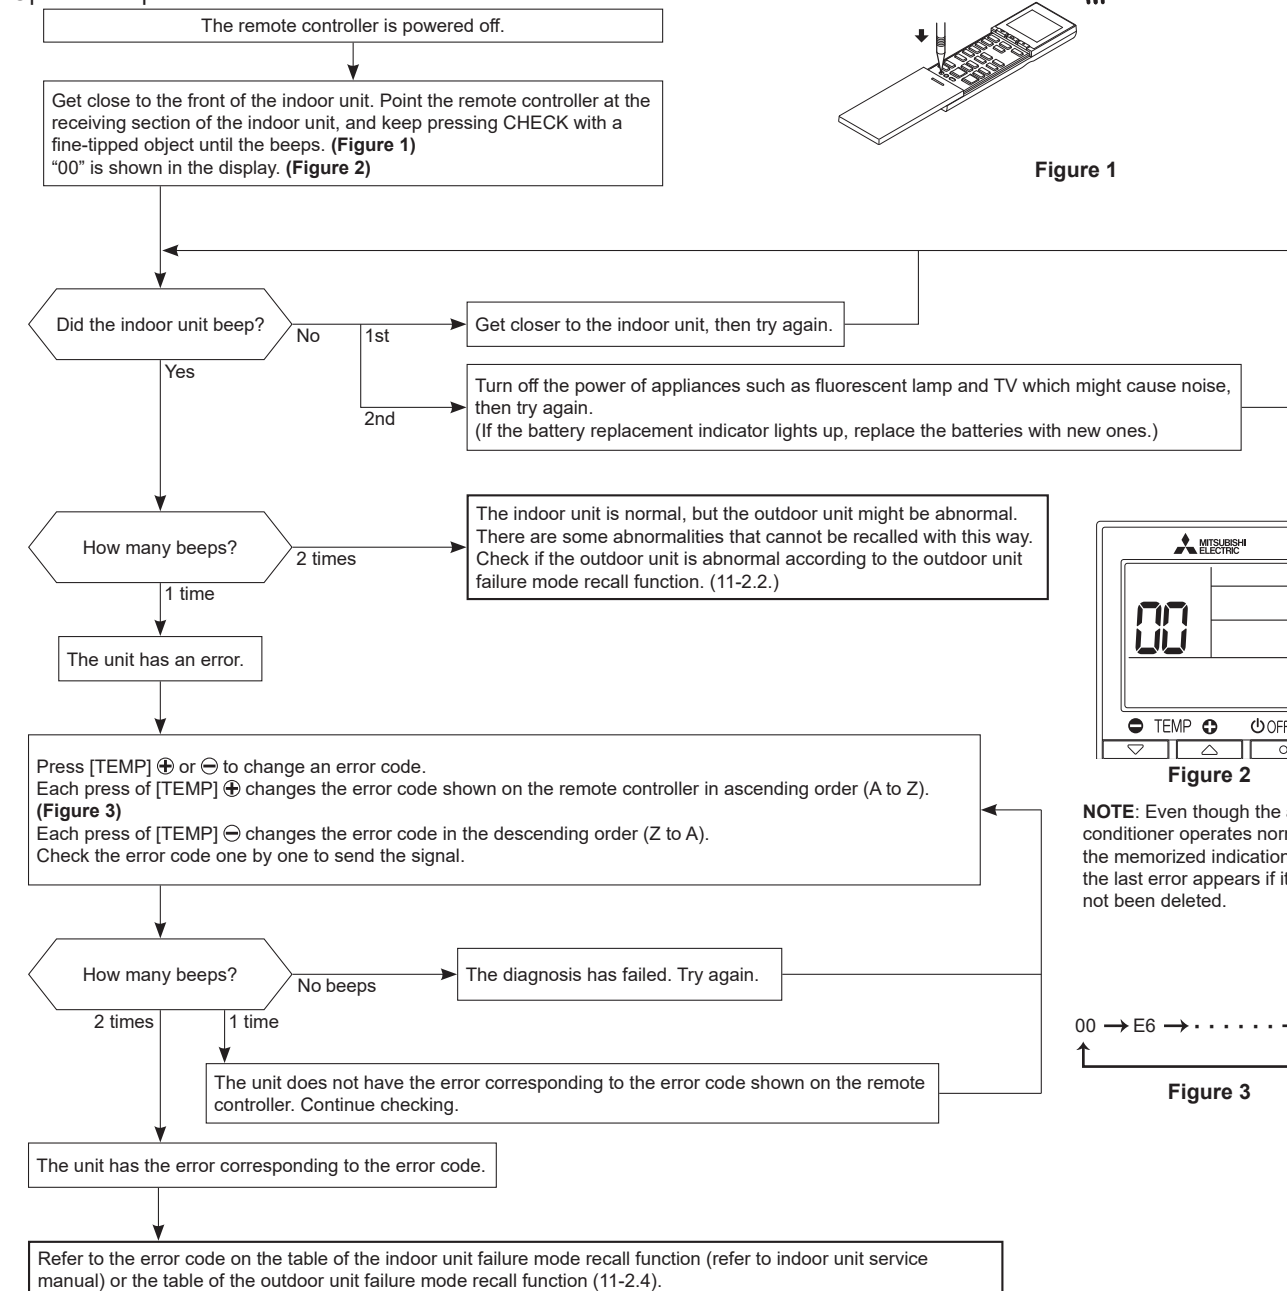 The remote controller is powered off.
Get close to the front of the indoor unit. Point the remote controller at the
receiving section of the indoor unit, and keep pressing CHECK with a
fine-tipped object until the beeps. (Figure 1)
“00” is shown in the display. (Figure 2)
Figure 1
Did the indoor unit beep?
No
1st
Get closer to the indoor unit, then try again.
Yes
2nd
Turn off the power of appliances such as fluorescent lamp and TV which might cause noise,
then try again.
(If the battery replacement indicator lights up, replace the batteries with new ones.)
How many beeps?
2 times
The indoor unit is normal, but the outdoor unit might be abnormal.
There are some abnormalities that cannot be recalled with this way.
Check if the outdoor unit is abnormal according to the outdoor unit
failure mode recall function. (11-2.2.)
1 time
The unit has an error.
MITSUBISHI
ELECTRIC
00
TEMP
OFF
Figure 2
Press [TEMP] ⊕ or ⊖ to change an error code.
Each press of [TEMP] ⊕ changes the error code shown on the remote controller in ascending order (A to Z).
(Figure 3)
Each press of [TEMP] ⊖ changes the error code in the descending order (Z to A).
Check the error code one by one to send the signal.
NOTE: Even though the
conditioner operates
the memorized indication
the last error appears if
not been deleted.
How many beeps?
No beeps
The diagnosis has failed. Try again.
2 times
1 time
The unit does not have the error corresponding to the error code shown on the remote
controller. Continue checking.
00 → E6 → · · · · · ·
Figure 3
The unit has the error corresponding to the error code.
Refer to the error code on the table of the indoor unit failure mode recall function (refer to indoor unit service
manual) or the table of the outdoor unit failure mode recall function (11-2.4).